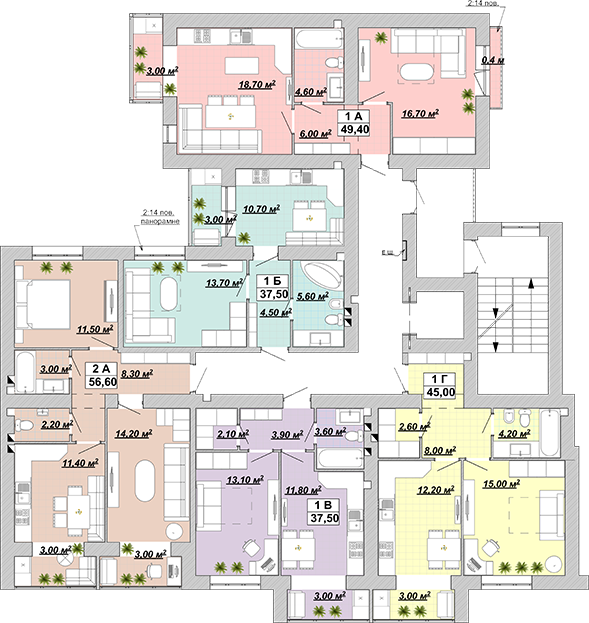 2:14 пов.
3,00 м²
18,70 м²
4,60 м²
6,00 м²
1 А
49,40
16,70 м²
0,4 м
3,00 м²
10,70 м²
2:14 пов.
панорамне
в.ш.
13,70 м²
1 Б
37,50
4,50 м²
5,60 м²
11,50 м²
3,00 м²
2 А
56,60
8,30 м²
1 Г
45,00
2,20 м²
14,20 м²
2,10 м²
3,90 м²
3,60 м²
2,60 м²
8,00 м²
4,20 м²
11,40 м²
13,10 м²
11,80 м²
1 В
37,50
12,20 м²
15,00 м²
3,00 м²
3,00 м²
3,00 м²
3,00 м²